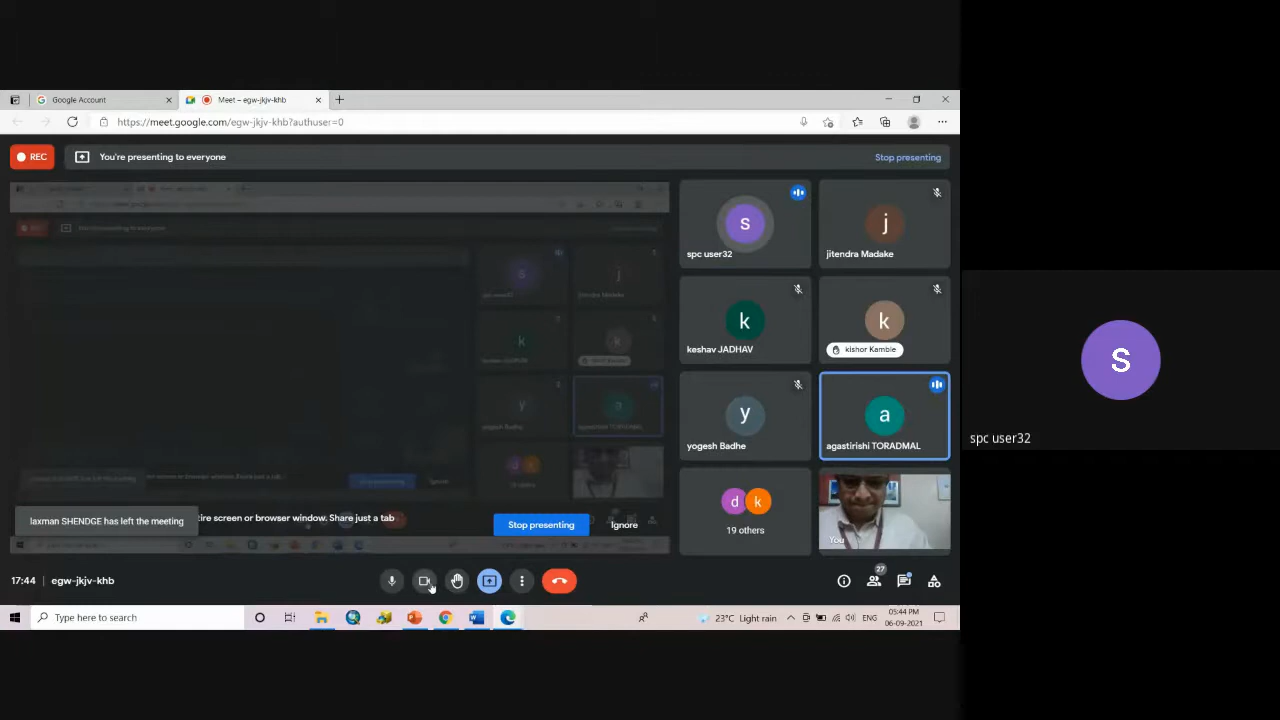 Google Account
Meet – egw-jkjv-khb
https://meet.google.com/egw-jkjv-khb?authuser=0
REC
You're presenting to everyone
Stop presenting
s
spc user32
j
jitendra Madake
k
keshav JADHAV
k
kishor Kamble
y
yogesh Badhe
a
agastirishi TORADMAL
d
k
19 others
You
laxman SHENDGE has left the meeting
tire screen or browser window. Share just a tab
Stop presenting
Ignore
17:44
egw-jkjv-khb
27
Type here to search
23°C Light rain
ENG
05:44 PM
06-09-2021
s
spc user32